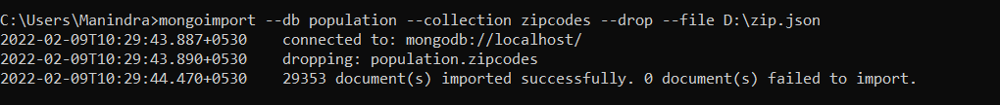 C:\Users\Manindra>mongoimport --db population --collection zipcodes --drop --file D:\zip.json
2022-02-09T10:29:43.887+0530    connected to: mongodb://localhost/
2022-02-09T10:29:43.890+0530    dropping: population.zipcodes
2022-02-09T10:29:44.470+0530    29353 document(s) imported successfully. 0 document(s) failed to import.